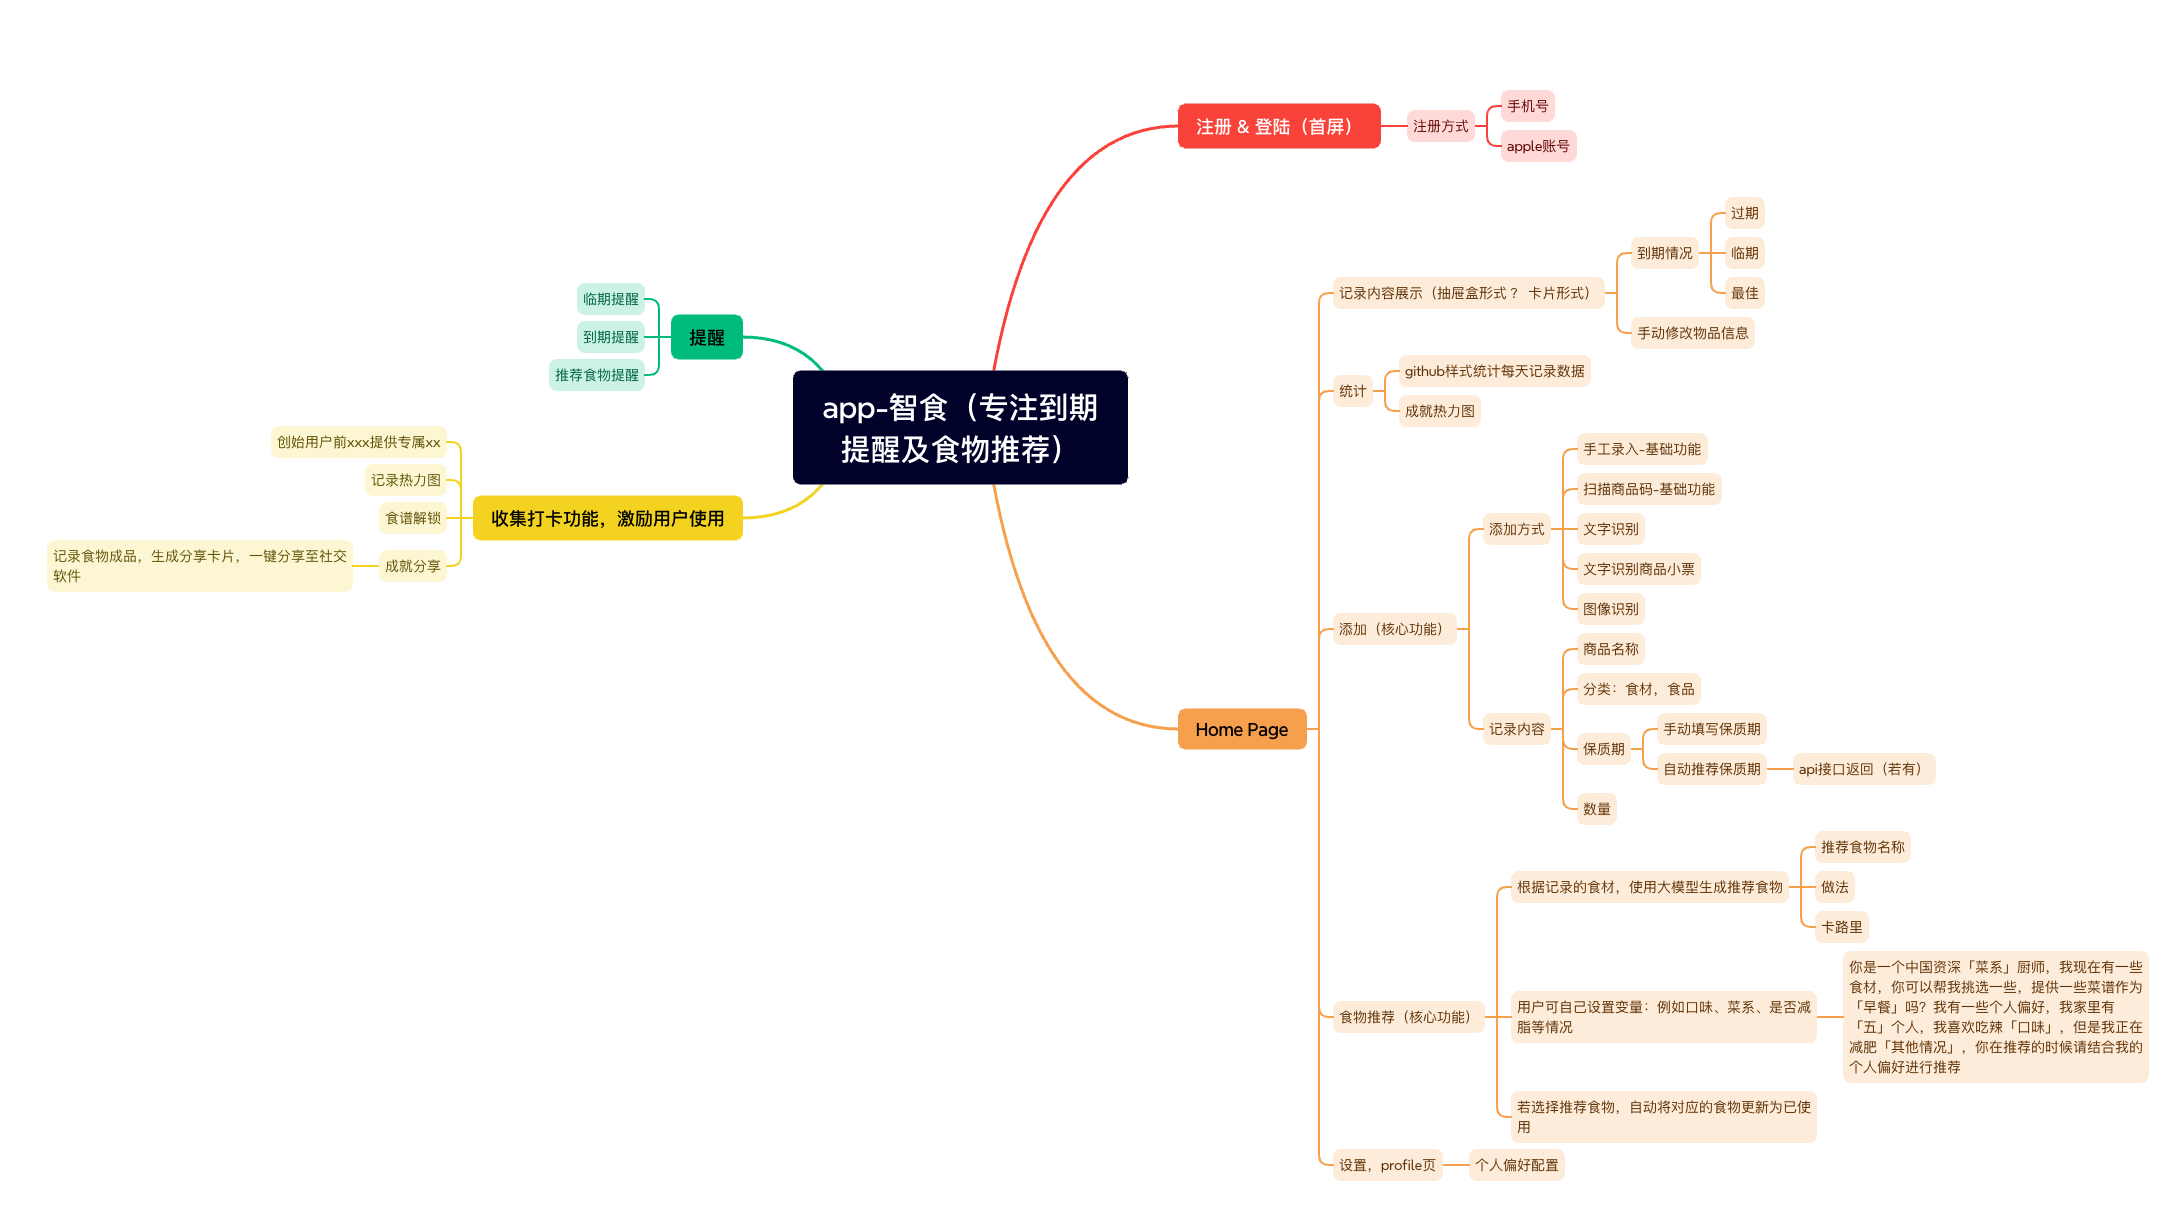 app-智食（专注到期
提醒及食物推荐）
注册 & 登陆（首屏）
注册方式
手机号
apple账号
Home Page
记录内容展示（抽屉盒形式？ 卡片形式）
到期情况
过期
临期
最佳
手动修改物品信息
统计
github样式统计每天记录数据
成就热力图
添加（核心功能）
添加方式
手工录入-基础功能
扫描商品码-基础功能
文字识别
文字识别商品小票
图像识别
记录内容
商品名称
分类：食材，食品
保质期
手动填写保质期
自动推荐保质期
api接口返回（若有）
数量
食物推荐（核心功能）
根据记录的食材，使用大模型生成推荐食物
推荐食物名称
做法
卡路里
用户可自己设置变量：例如口味、菜系、是否减
脂等情况
你是一个中国资深「菜系」厨师，我现在有一些
食材，你可以帮我挑选一些，提供一些菜谱作为
「早餐」吗？我有一些个人偏好，我家里有
「五」个人，我喜欢吃辣「口味」，但是我正在
减肥「其他情况」，你在推荐的时候请结合我的
个人偏好进行推荐
若选择推荐食物，自动将对应的食物更新为已使
用
设置，profile页
个人偏好配置
提醒
临期提醒
到期提醒
推荐食物提醒
收集打卡功能，激励用户使用
创始用户前xxx提供专属xx
记录热力图
食谱解锁
成就分享
记录食物成品，生成分享卡片，一键分享至社交
软件